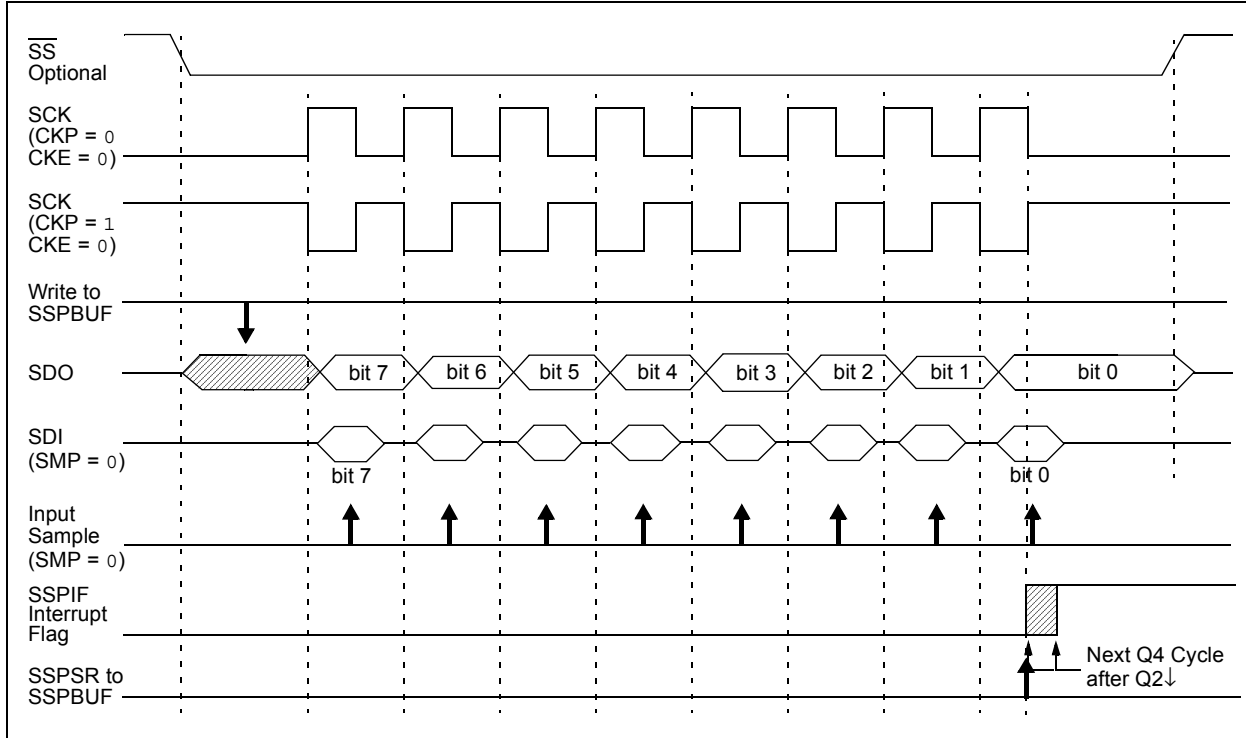 SS
Optional
SCK
(CKP = 0
CKE = 0)
SCK
(CKP = 1
CKE = 0)
Write to
SSPBUF
SDO
bit 7
bit 6
bit 5
bit 4
bit 3
bit 2
bit 1
bit 0
SDI
(SMP = 0)
bit 7
bit 0
Input
Sample
(SMP = 0)
SSPIF
Interrupt
Flag
Next Q4 Cycle
after Q2↓
SSPSR to
SSPBUF